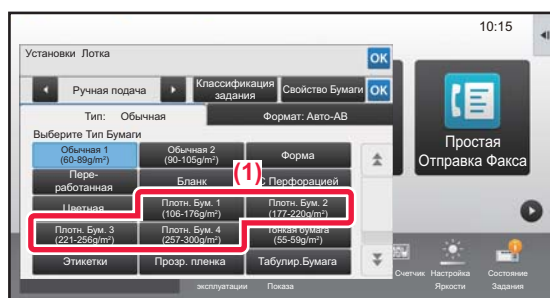 10:15
Установки Лотка
OK
Ручная подача
Классификация
задания
Свойство Бумаги
OK
Тип: Обычная
Формат: Авто-AB
Выберите Тип Бумаги
Обычная 1
(60-89g/m²)
Обычная 2
(90-105g/m²)
Форма
Пере-
работанная
Бланк
(1)
С Перфорацией
Цветная
Плотн. Бум. 1
(106-176g/m²)
Плотн. Бум. 2
(177-220g/m²)
Плотн. Бум. 3
(221-256g/m²)
Плотн. Бум. 4
(257-300g/m²)
Тонкая бумага
(55-59g/m²)
Этикетки
Прозр. пленка
Табулир.Бумага
Простая
Отправка Факса
эксплуатации
Показа
Счетчик
Настройка
Яркости
Состояние
Задания